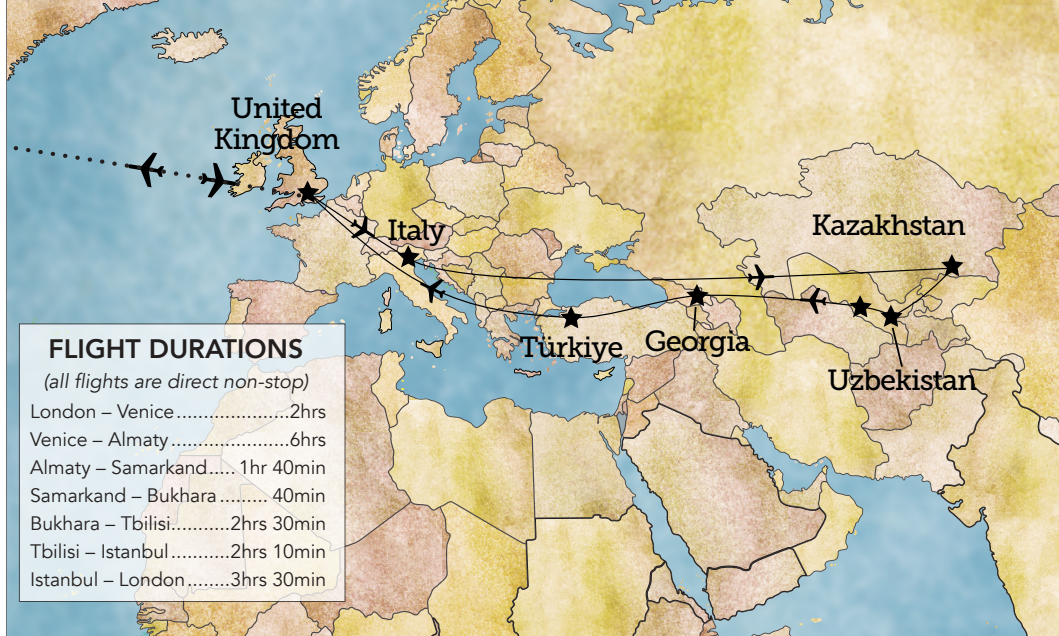 United
Kingdom
Italy
Kazakhstan
Türkiye
Georgia
Uzbekistan
FLIGHT DURATIONS
(all flights are direct non-stop)
London – Venice....................2hrs
Venice – Almaty.....................6hrs
Almaty – Samarkand..... 1hr 40min
Samarkand – Bukhara ......... 40min
Bukhara – Tbilisi...........2hrs 30min
Tbilisi – Istanbul...........2hrs 10min
Istanbul – London........3hrs 30min